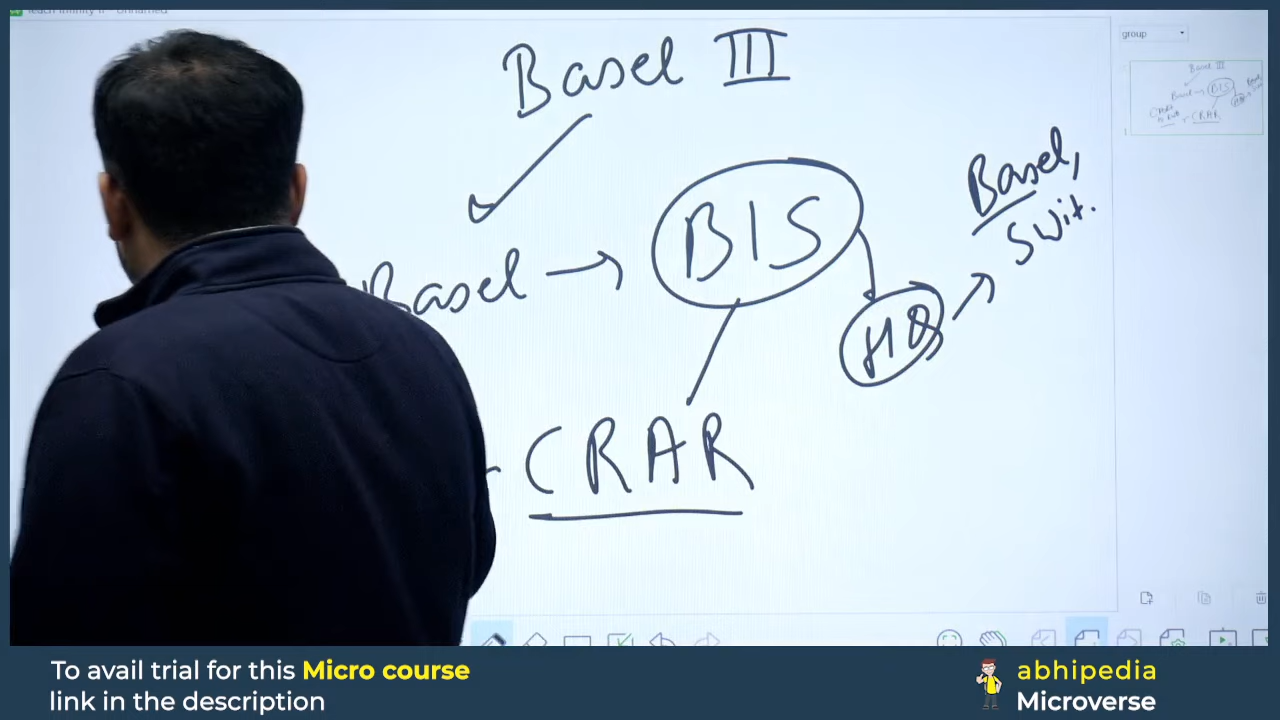 group
Basel III
Basel → BIS
HQ → Basel,
Swit.
CRAR
To avail trial for this Micro course
link in the description
abhipedia
Microverse